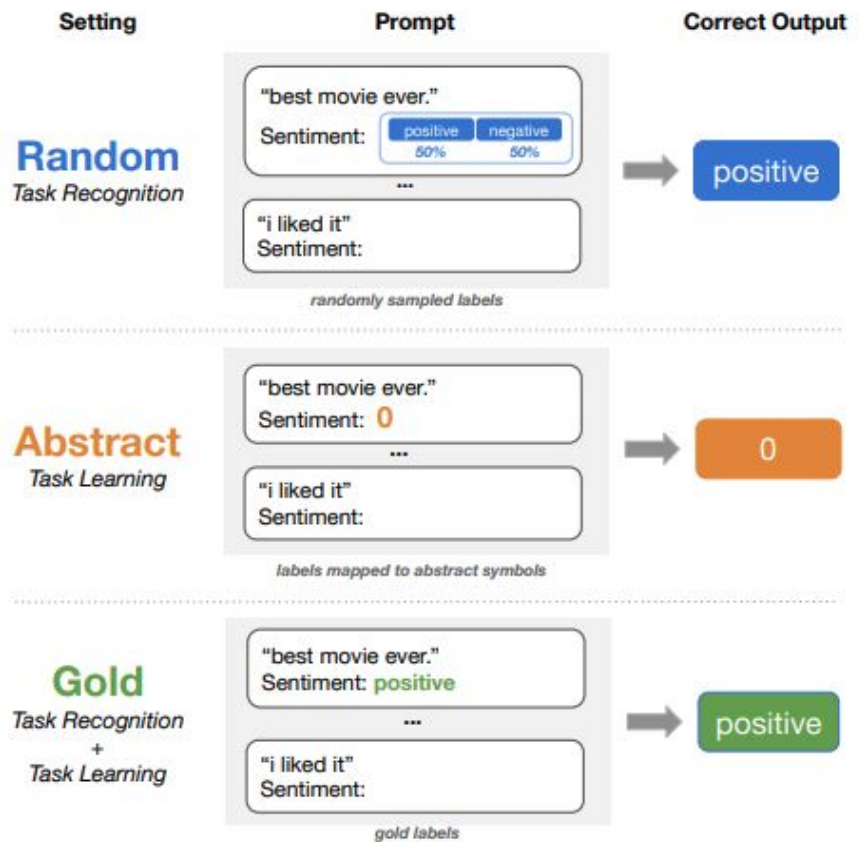 Setting Prompt Correct Output
Random
Task Recognition
“best movie ever.”
Sentiment: positive negative
50% 50%
...
“i liked it”
Sentiment:
randomly sampled labels
positive
Abstract
Task Learning
“best movie ever.”
Sentiment: 0
...
“i liked it”
Sentiment:
labels mapped to abstract symbols
0
Gold
Task Recognition
+
Task Learning
“best movie ever.”
Sentiment: positive
...
“i liked it”
Sentiment:
gold labels
positive